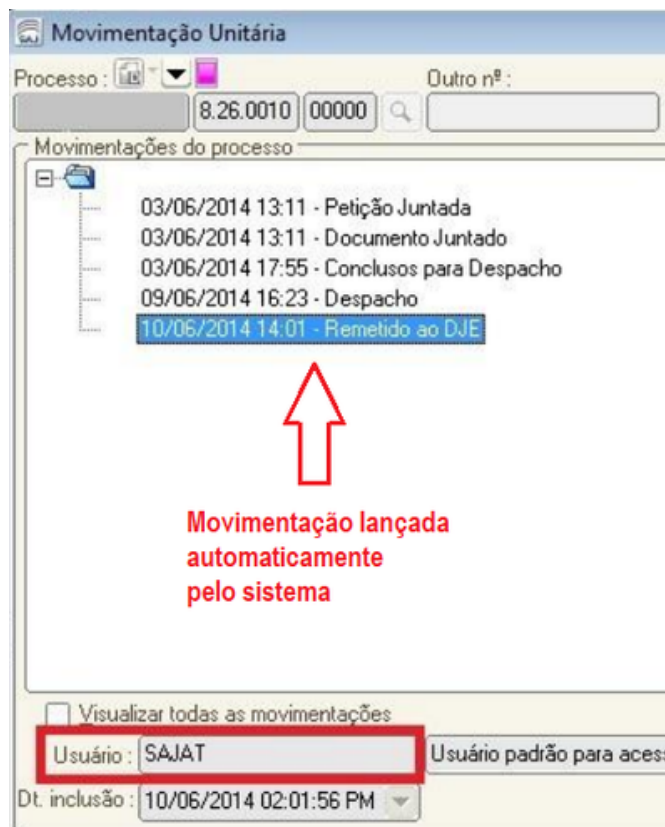 Movimentação Unitária
Processo : Outro nº :
8.26.0010 00000
Movimentações do processo
03/06/2014 13:11 - Petição Juntada
03/06/2014 13:11 - Documento Juntado
03/06/2014 17:55 - Conclusos para Despacho
09/06/2014 16:23 - Despacho
10/06/2014 14:01 - Remetido ao DJE
Movimentação lançada
automaticamente
pelo sistema
Visualizar todas as movimentações
Usuário : SAJAT Usuário padrão para aces
Dt. inclusão : 10/06/2014 02:01:56 PM